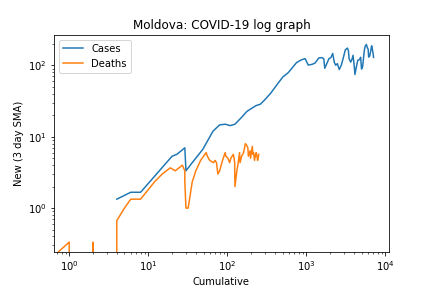 Moldova: COVID-19 log graph
Cases
Deaths
New (3 day SMA)
10²
10¹
10⁰
10⁰ 10¹ 10² 10³ 10⁴
Cumulative